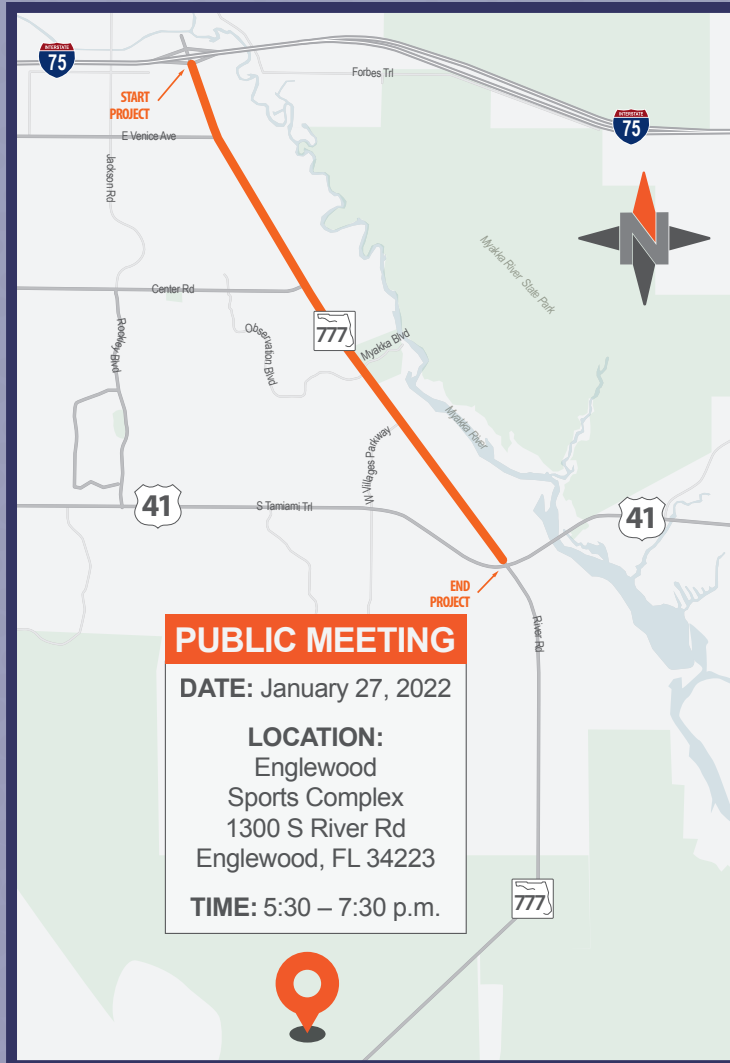 INTERSTATE
75
Forbes Trl
START
PROJECT
INTERSTATE
75
E Venice Ave
Jackson Rd
N
Myakka River State Park
Center Rd
777
Observation Blvd
Rockley Blvd
Myakka Blvd
Myakka River
W Villages Parkway
41
S Tamiami Trl
41
END
PROJECT
River Rd
PUBLIC MEETING
DATE: January 27, 2022
LOCATION:
Englewood
Sports Complex
1300 S River Rd
Englewood, FL 34223
TIME: 5:30 – 7:30 p.m.
777